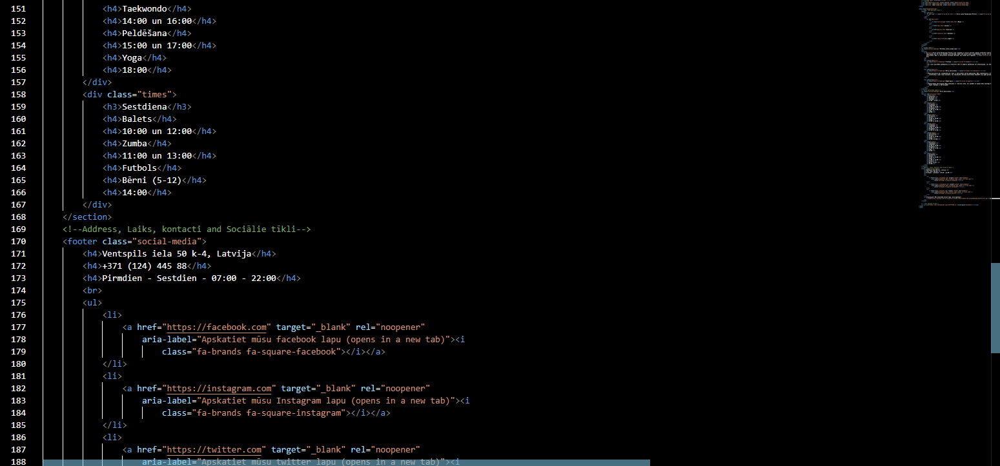 151 <h4>Taekwondo</h4>
152 <h4>14:00 un 16:00</h4>
153 <h4>Peldēšana</h4>
154 <h4>15:00 un 17:00</h4>
155 <h4>Yoga</h4>
156 <h4>18:00</h4>
157 </div>
158 <div class="times">
159 <h3>Sestdiena</h3>
160 <h4>Balets</h4>
161 <h4>10:00 un 12:00</h4>
162 <h4>Zumba</h4>
163 <h4>11:00 un 13:00</h4>
164 <h4>Futbols</h4>
165 <h4>Bērni (5-12)</h4>
166 <h4>14:00</h4>
167 </div>
168 </section>
169 <!--Address, Laiks, kontacti and Sociālie tīkli-->
170 <footer class="social-media">
171 <h4>Ventspils iela 50 k-4, Latvija</h4>
172 <h4>+371 (124) 445 88</h4>
173 <h4>Pirmdien - Sestdien - 07:00 - 22:00</h4>
174 <br>
175 <ul>
176 <li>
177 <a href="https://facebook.com" target="_blank" rel="noopener"
178 aria-label="Apskatiet mūsu facebook lapu (opens in a new tab)"><i
179 class="fa-brands fa-square-facebook"></i></a>
180 </li>
181 <li>
182 <a href="https://instagram.com" target="_blank" rel="noopener"
183 aria-label="Apskatiet mūsu Instagram lapu (opens in a new tab)"><i
184 class="fa-brands fa-square-instagram"></i></a>
185 </li>
186 <li>
187 <a href="https://twitter.com" target="_blank" rel="noopener"
188 aria-label="Apskatiet mūsu twitter lapu (opens in a new tab)"><i